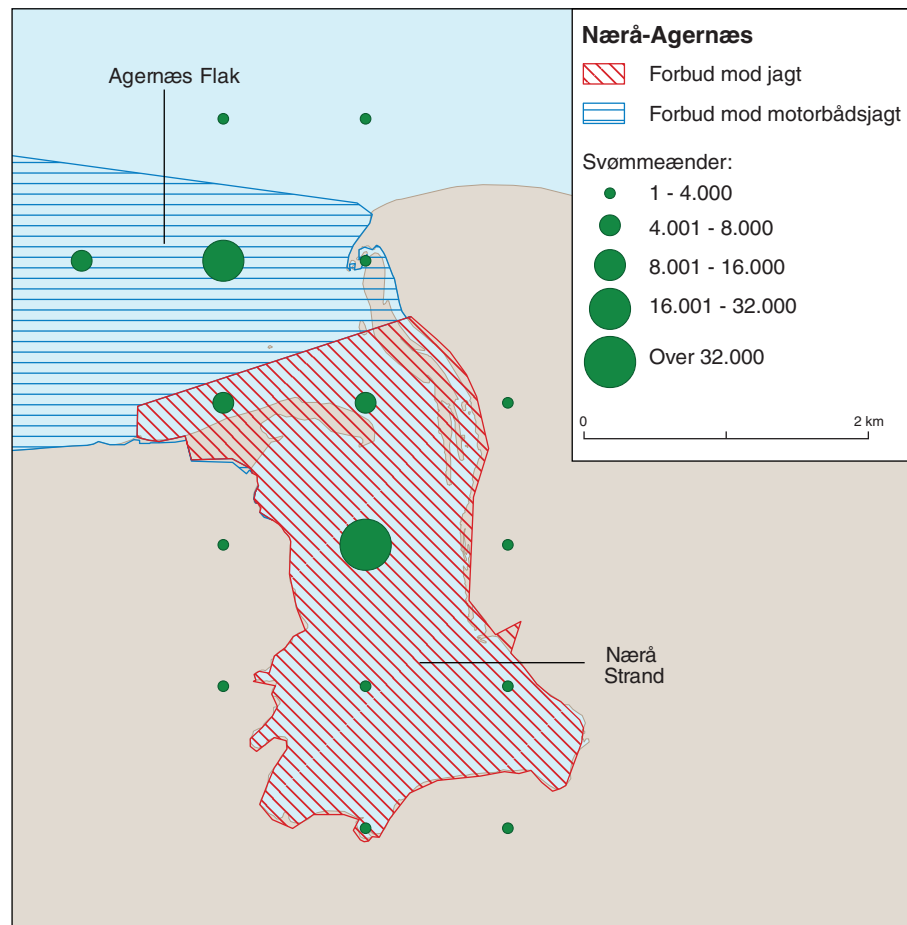 Nærå-Agernæs
Forbud mod jagt
Forbud mod motorbådsjagt
Svømmeænder:
1 - 4.000
4.001 - 8.000
8.001 - 16.000
16.001 - 32.000
Over 32.000
0 2 km
Agernæs Flak
Nærå
Strand